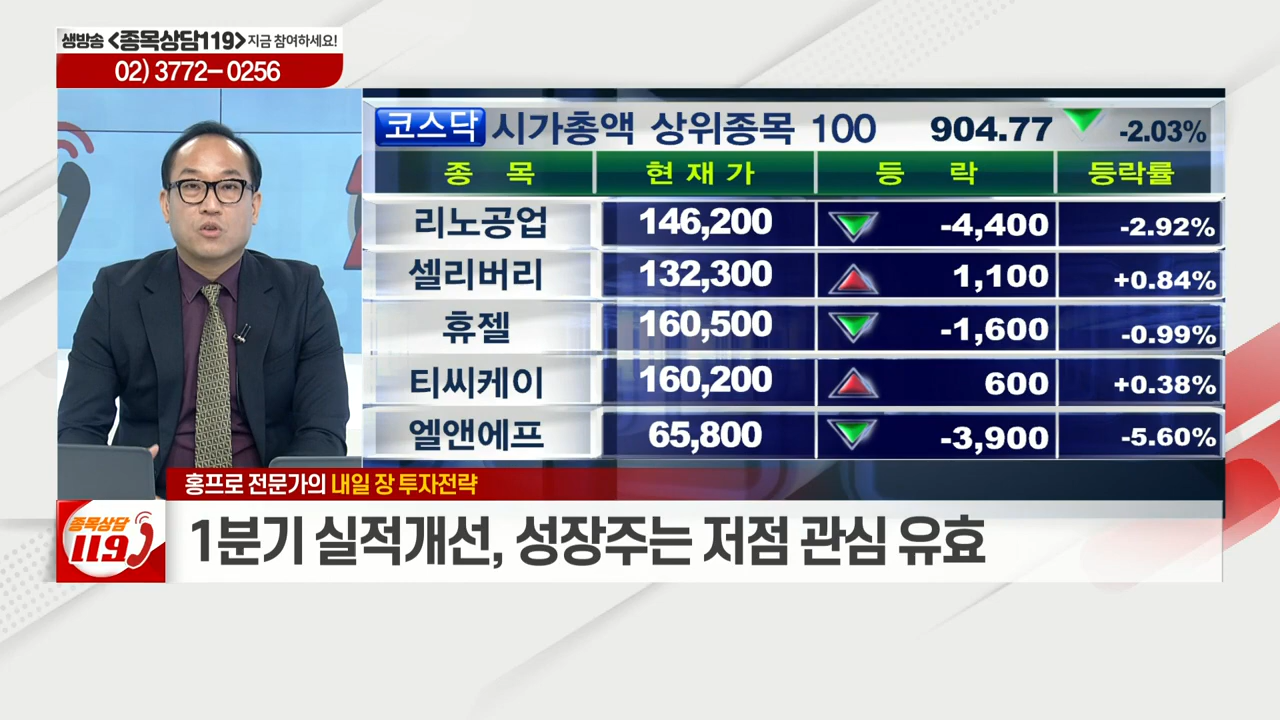 생방송 <종목상담119> 지금 참여하세요!
02) 3772-0256
코스닥 시가총액 상위종목 100 904.77 -2.03%
종 목 현 재 가 등 락 등락률
리노공업 146,200 -4,400 -2.92%
셀리버리 132,300 1,100 +0.84%
휴젤 160,500 -1,600 -0.99%
티씨케이 160,200 600 +0.38%
엘앤에프 65,800 -3,900 -5.60%
홍프로 전문가의 내일 장 투자전략
종목상담
119
1분기 실적개선, 성장주는 저점 관심 유효